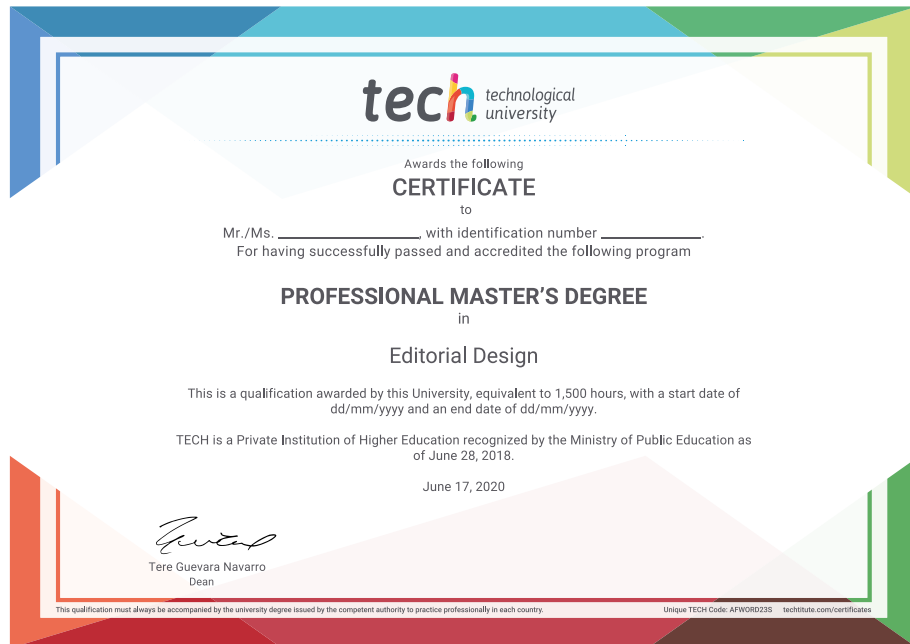 tech technological
university
Awards the following
CERTIFICATE
to
Mr./Ms. ____________________, with identification number ______________.
For having successfully passed and accredited the following program
PROFESSIONAL MASTER'S DEGREE
in
Editorial Design
This is a qualification awarded by this University, equivalent to 1,500 hours, with a start date of
dd/mm/yyyy and an end date of dd/mm/yyyy.
TECH is a Private Institution of Higher Education recognized by the Ministry of Public Education as
of June 28, 2018.
June 17, 2020
Tere Guevara Navarro
Dean
This qualification must always be accompanied by the university degree issued by the competent authority to practice professionally in each country.
Unique TECH Code: AFWORD23S techtitute.com/certificates